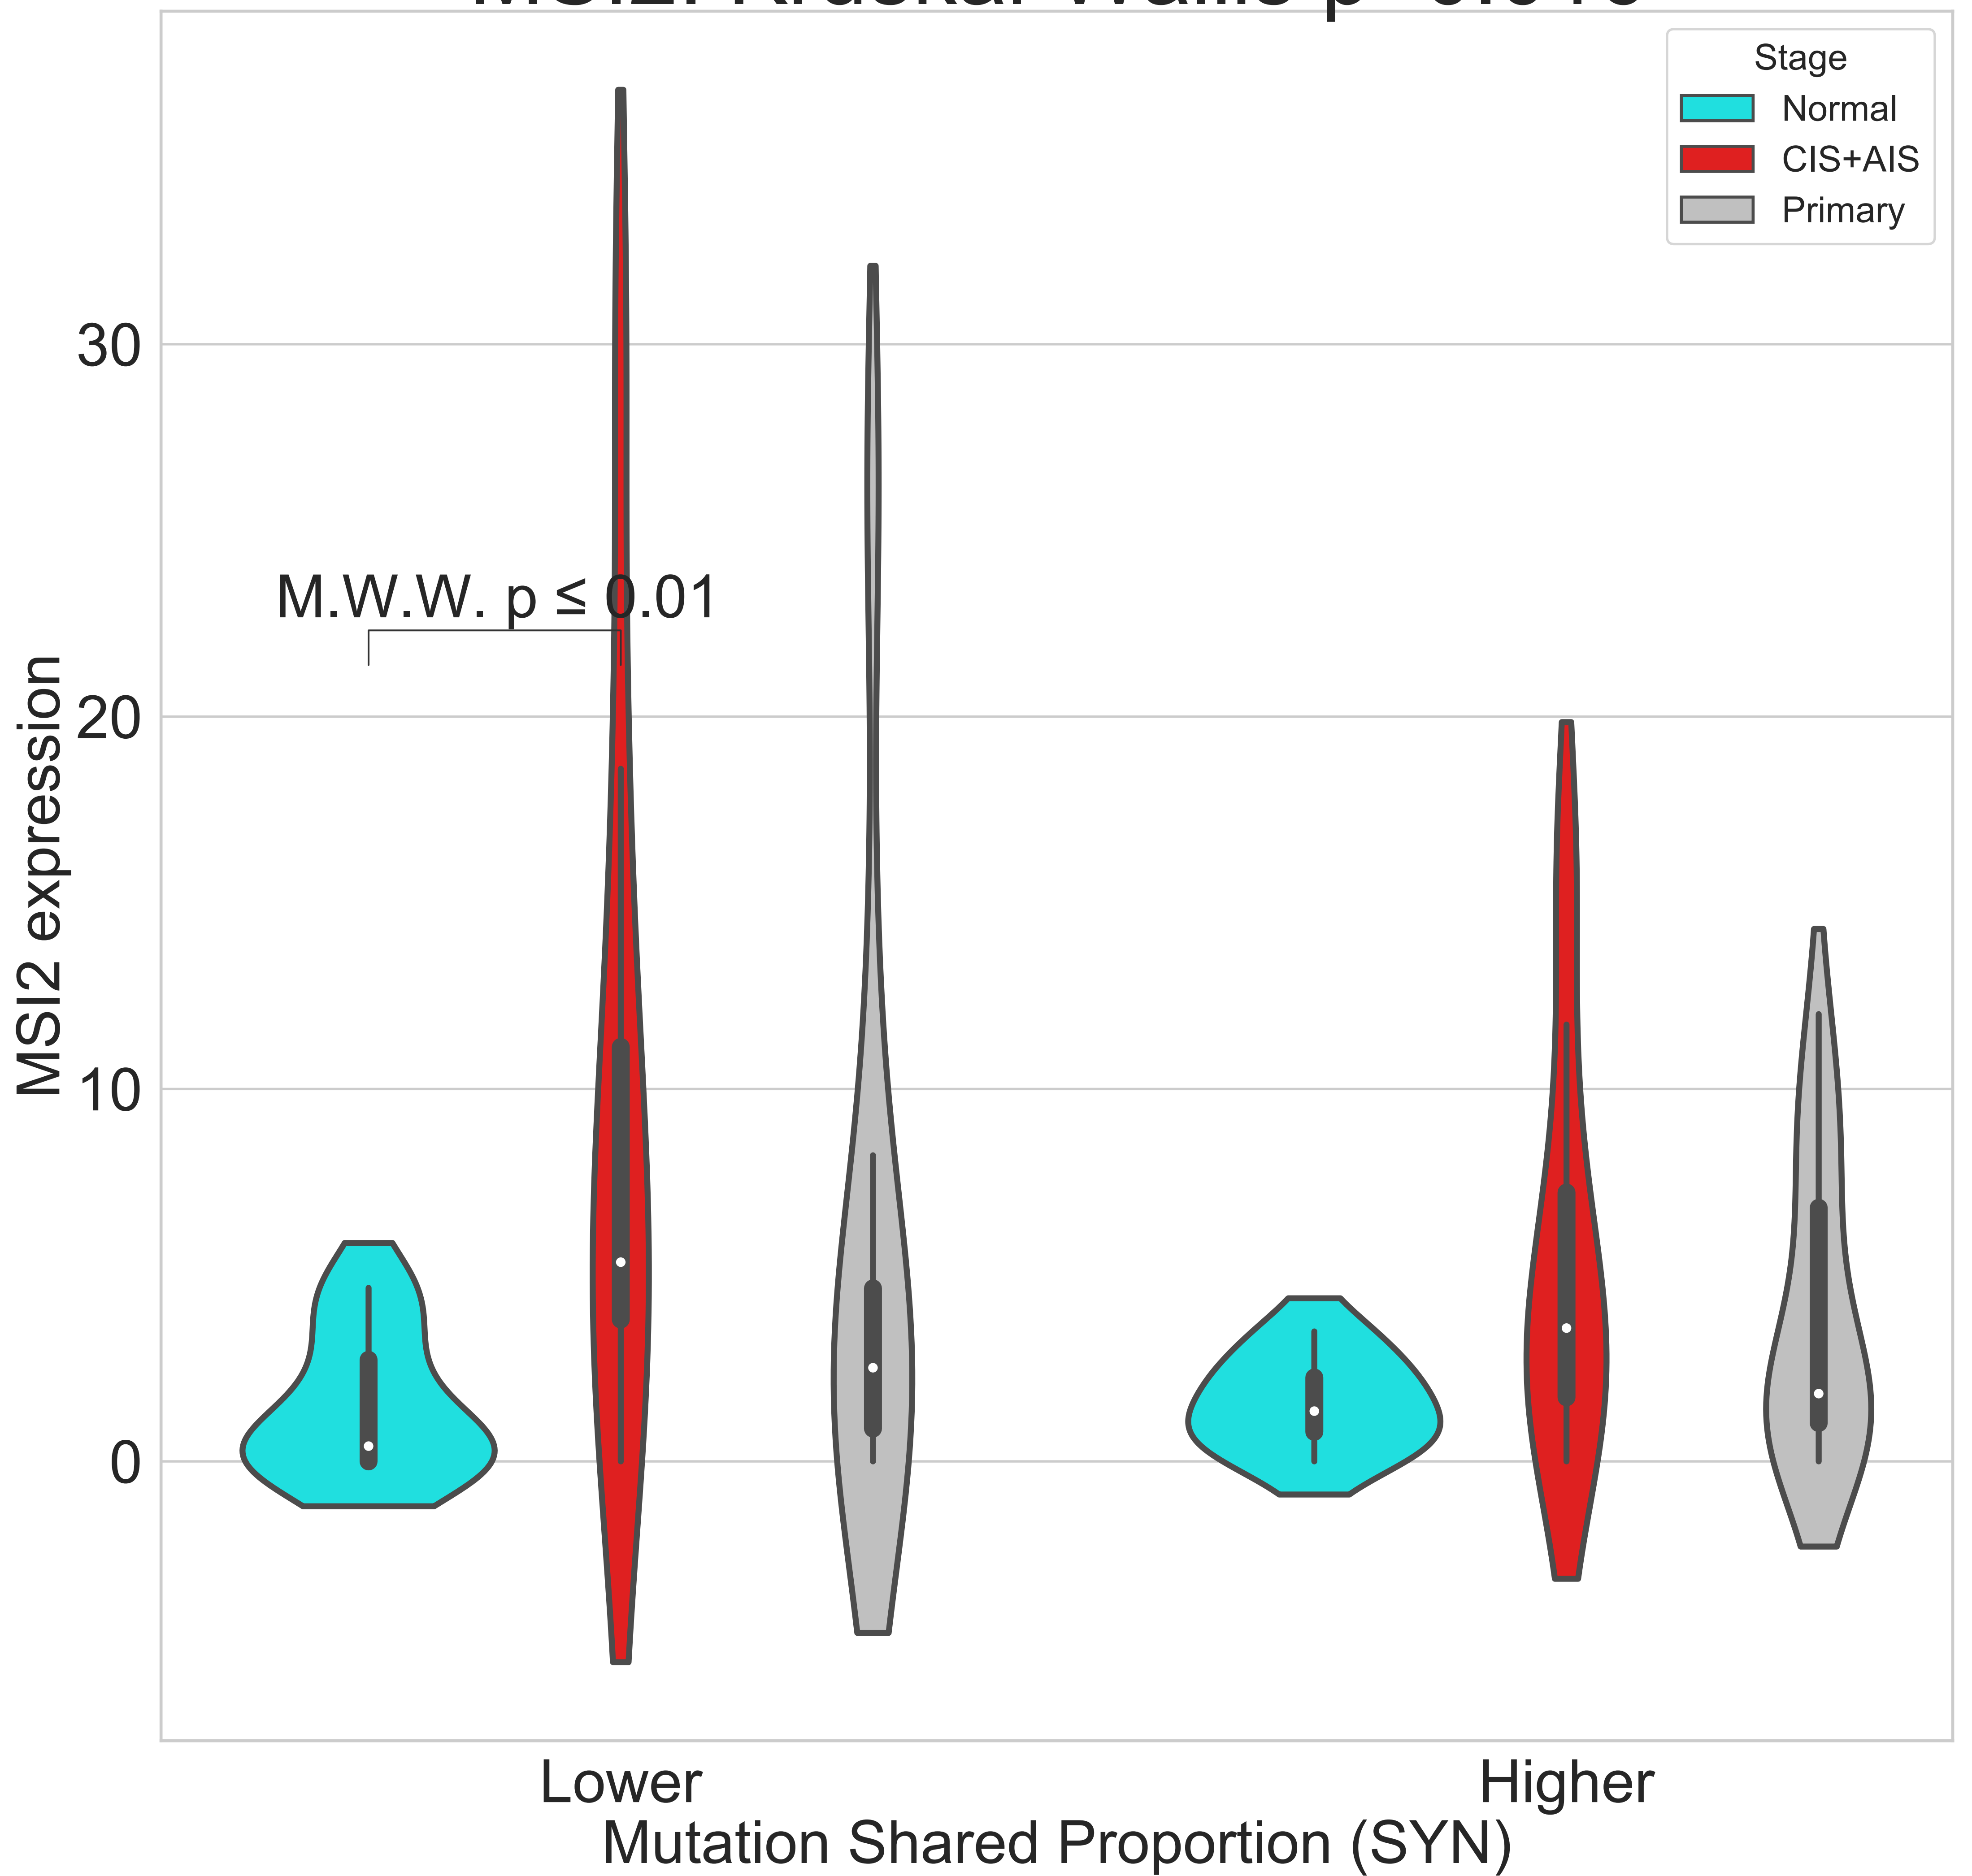 Stage
Normal
CIS+AIS
Primary
30
20
10
0
MSI2 expression
M.W.W. p ≤ 0.01
Lower
Higher
Mutation Shared Proportion (SYN)